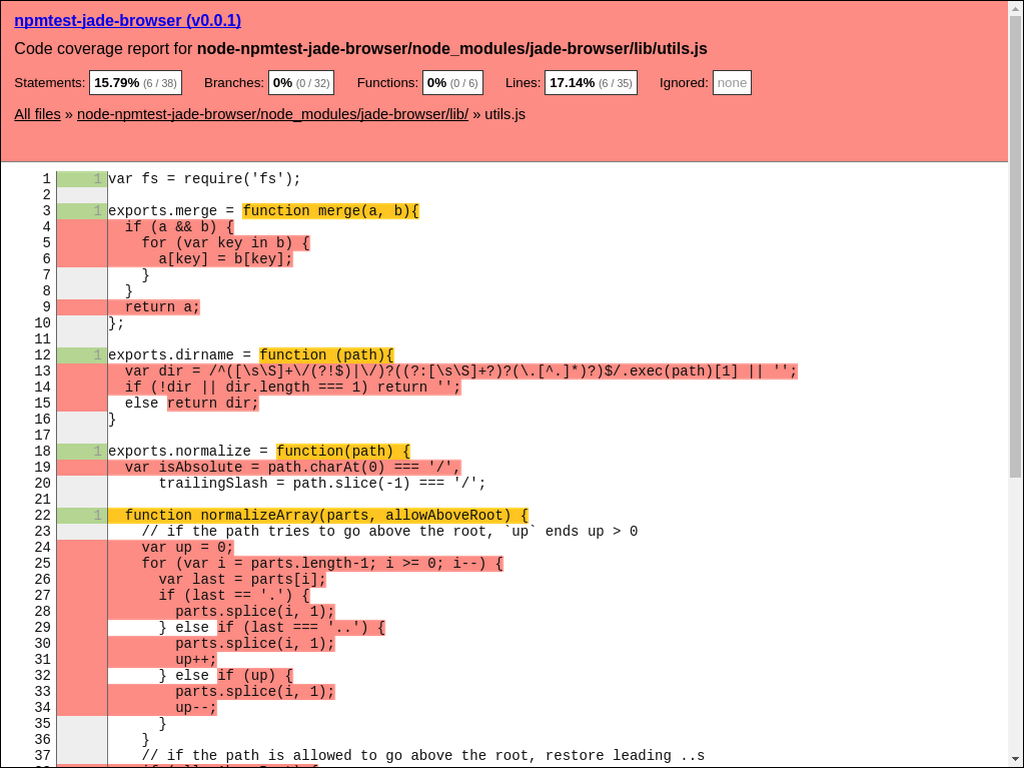 npmtest-jade-browser (v0.0.1)
Code coverage report for node-npmtest-jade-browser/node_modules/jade-browser/lib/utils.js
Statements: 15.79% (6 / 38) Branches: 0% (0 / 32) Functions: 0% (0 / 6) Lines: 17.14% (6 / 35) Ignored: none
All files » node-npmtest-jade-browser/node_modules/jade-browser/lib/ » utils.js
1 1 var fs = require('fs');
2
3 1 exports.merge = function merge(a, b){
4   if (a && b) {
5     for (var key in b) {
6       a[key] = b[key];
7     }
8   }
9   return a;
10 };
11
12 1 exports.dirname = function (path){
13   var dir = /^([\s\S]+\/(?!$)|\/)?((?:[\s\S]+?)?(\.[^.]*)?)$/.exec(path)[1] || '';
14   if (!dir || dir.length === 1) return '';
15   else return dir;
16 }
17
18 1 exports.normalize = function(path) {
19   var isAbsolute = path.charAt(0) === '/',
20       trailingSlash = path.slice(-1) === '/';
21
22 1   function normalizeArray(parts, allowAboveRoot) {
23     // if the path tries to go above the root, `up` ends up > 0
24     var up = 0;
25     for (var i = parts.length-1; i >= 0; i--) {
26       var last = parts[i];
27       if (last == '.') {
28         parts.splice(i, 1);
29       } else if (last === '..') {
30         parts.splice(i, 1);
31         up++;
32       } else if (up) {
33         parts.splice(i, 1);
34         up--;
35       }
36     }
37     // if the path is allowed to go above the root, restore leading ..s